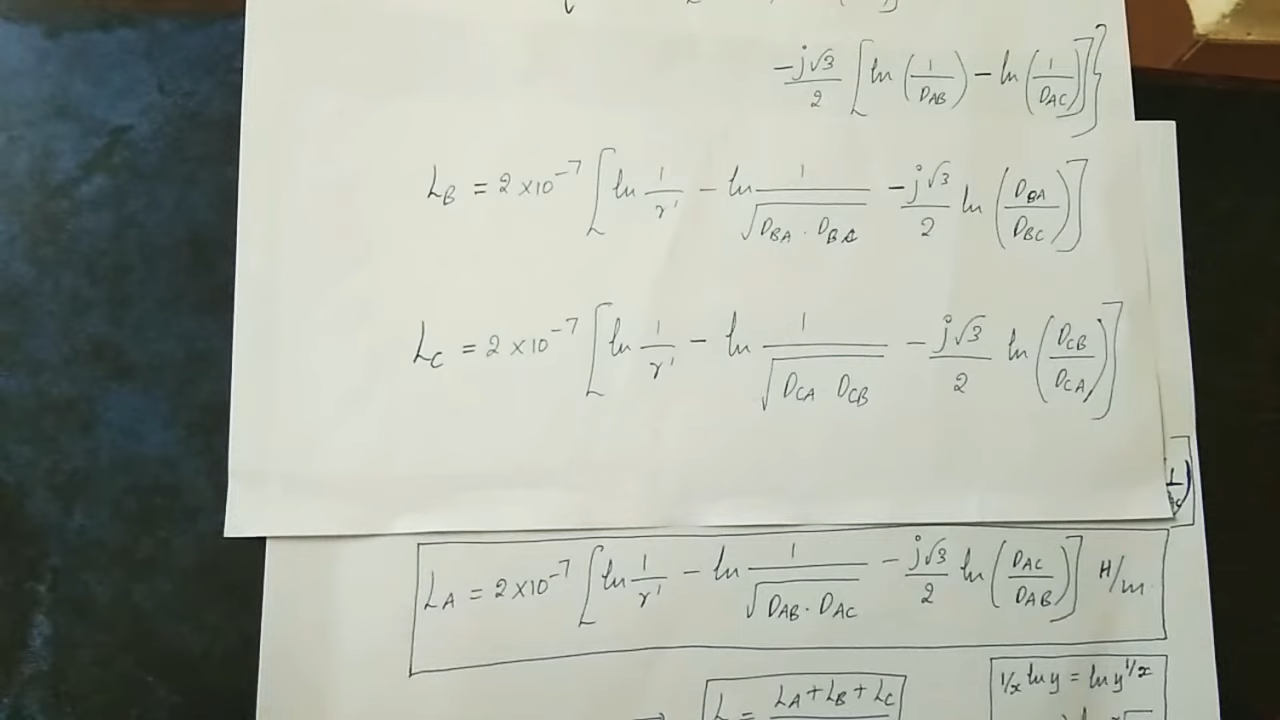 -j√3/2 [ln (1/D_AB) - ln (1/D_AC)]}
L_B = 2×10^-7 [ln 1/r' - ln 1/√(D_BA · D_BC) - j√3/2 ln (D_BA/D_BC)]
L_C = 2×10^-7 [ln 1/r' - ln 1/√(D_CA D_CB) - j√3/2 ln (D_CB/D_CA)]
L_A = 2×10^-7 [ln 1/r' - ln 1/√(D_AB · D_AC) - j√3/2 ln (D_AC/D_AB)] H/m
L = L_A + L_B + L_C
1/x ln y = ln y^1/x